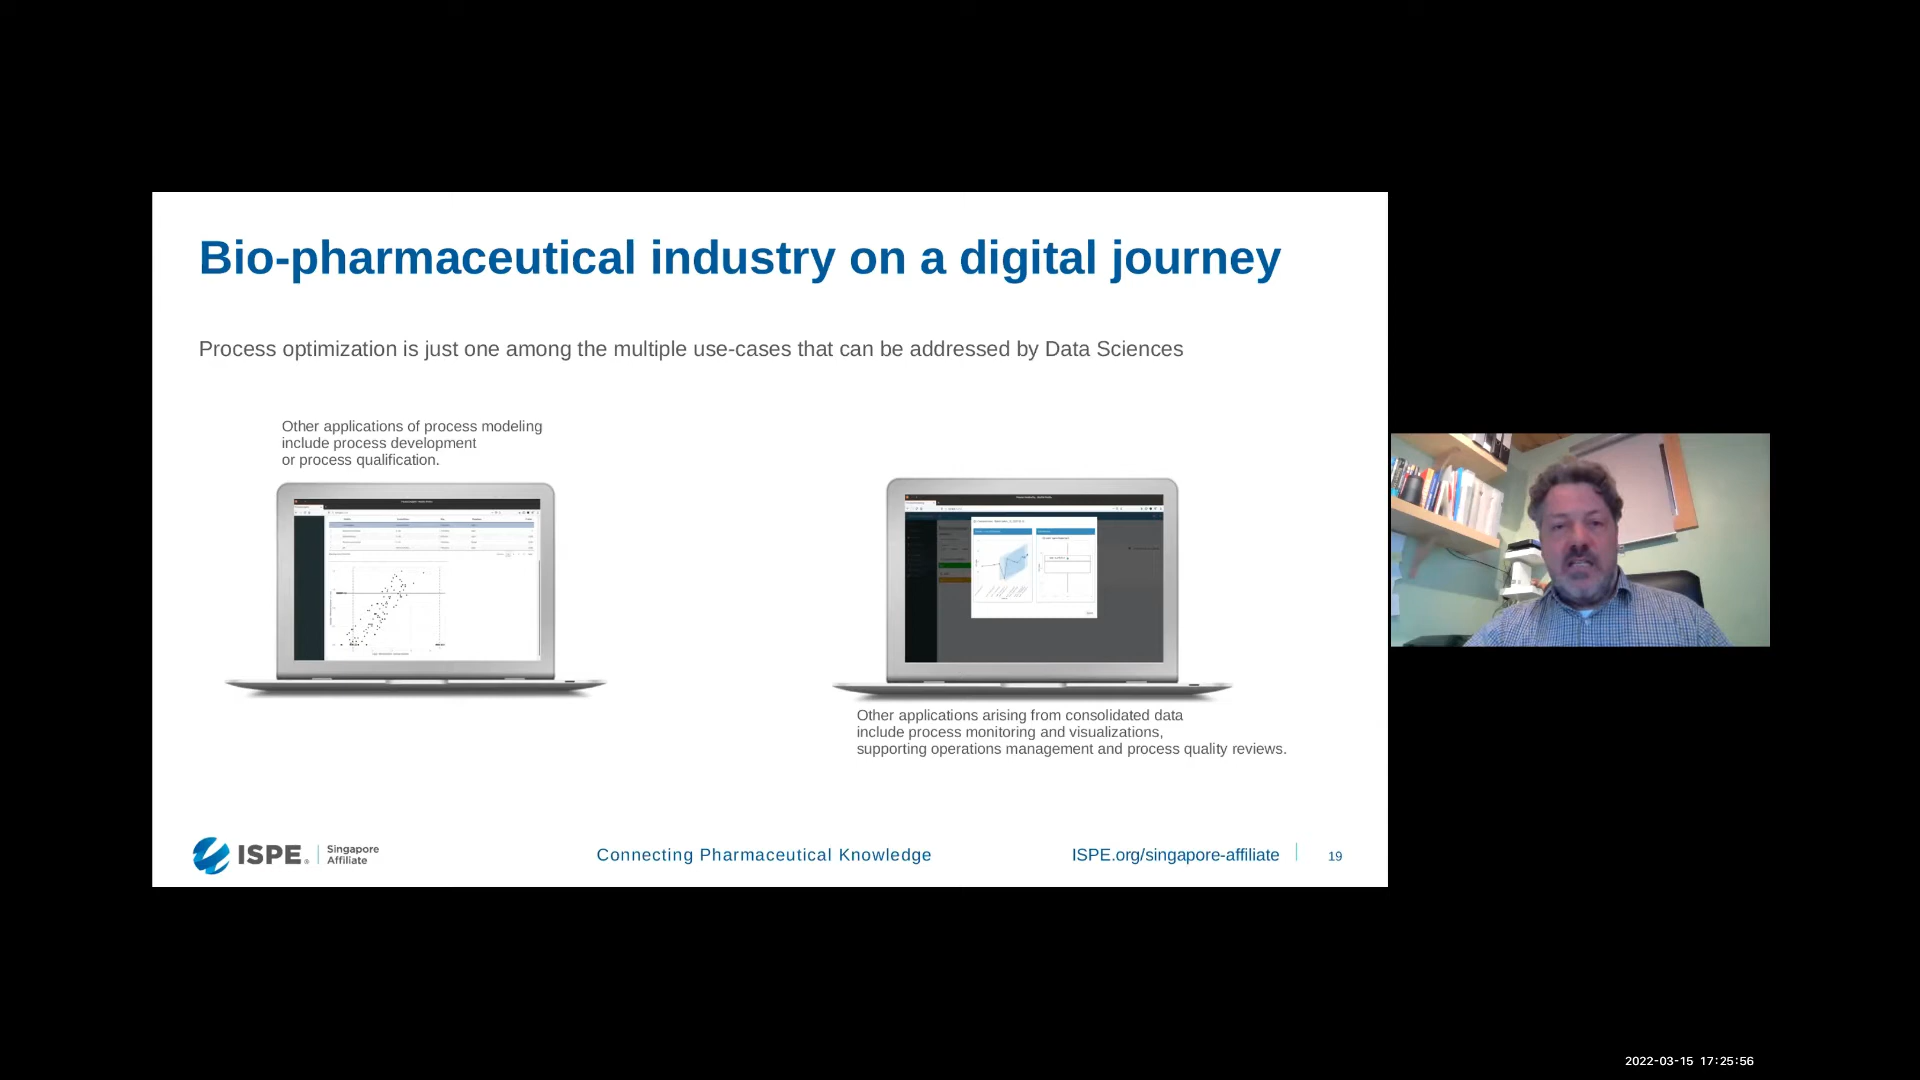 Bio-pharmaceutical industry on a digital journey
Process optimization is just one among the multiple use-cases that can be addressed by Data Sciences
Other applications of process modeling
include process development
or process qualification.
Other applications arising from consolidated data
include process monitoring and visualizations,
supporting operations management and process quality reviews.
ISPE®
Singapore
Affiliate
Connecting Pharmaceutical Knowledge
ISPE.org/singapore-affiliate
19
2022-03-15 17:25:56